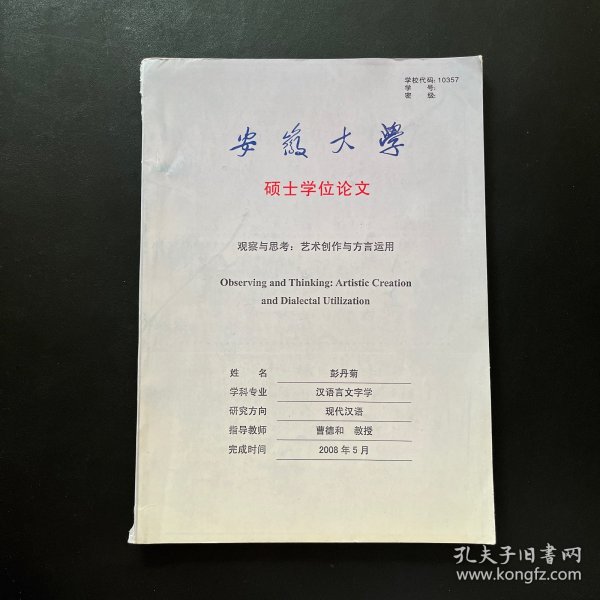 学校代码: 10357
学 号:
密 级:
安徽大學
硕士学位论文
观察与思考：艺术创作与方言运用
Observing and Thinking: Artistic Creation
and Dialectal Utilization
姓 名 彭丹菊
学科专业 汉语言文字学
研究方向 现代汉语
指导教师 曹德和 教授
完成时间 2008 年 5 月
孔夫子旧書网
www.kongfz.com